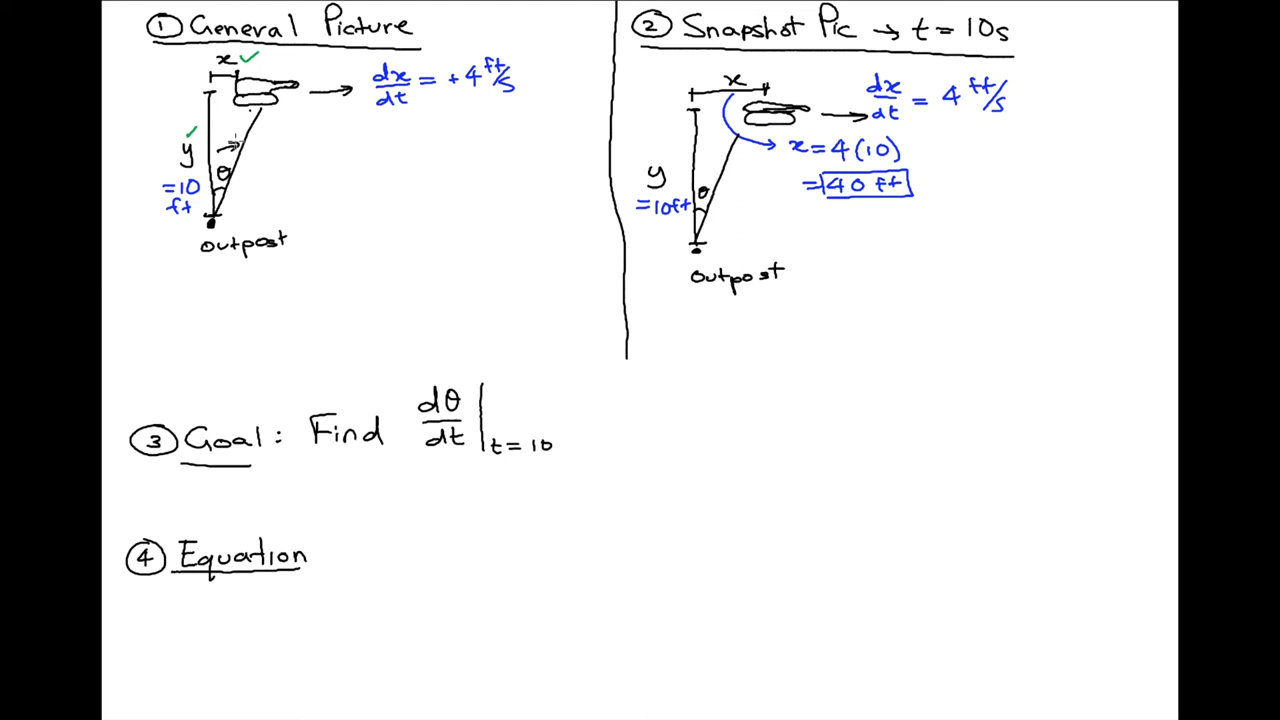 ① General Picture
x ✓
dx/dt = +4 ft/s
✓
y
=10
ft
θ
Outpost
② Snapshot Pic → t = 10s
x
dx/dt = 4 ft/s
x = 4(10)
= 40 ft
y
=10ft
θ
Outpost
③ Goal: Find dθ/dt | t=10
④ Equation